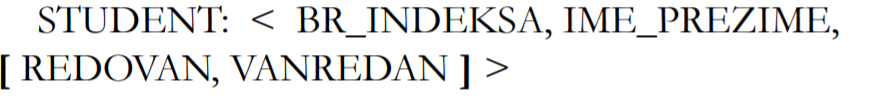 STUDENT: < BR_INDEKSA, IME_PREZIME,
[ REDOVAN, VANREDAN ] >